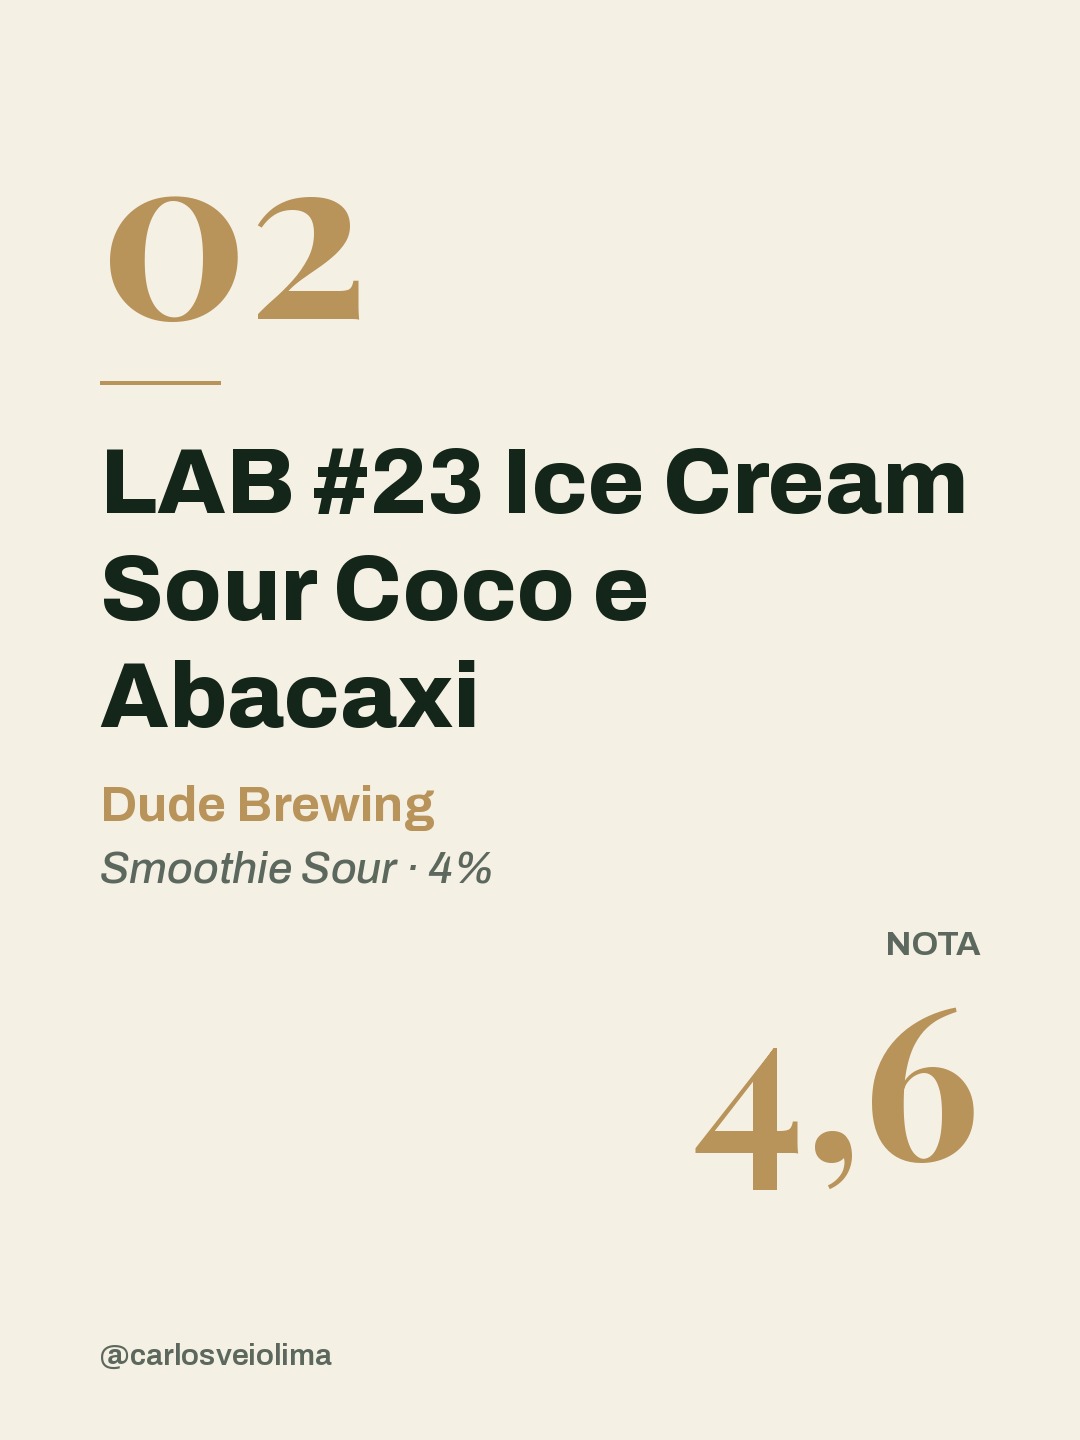 02
LAB #23 Ice Cream
Sour Coco e
Abacaxi
Dude Brewing
Smoothie Sour · 4%
NOTA
4,6
@carlosveiolima